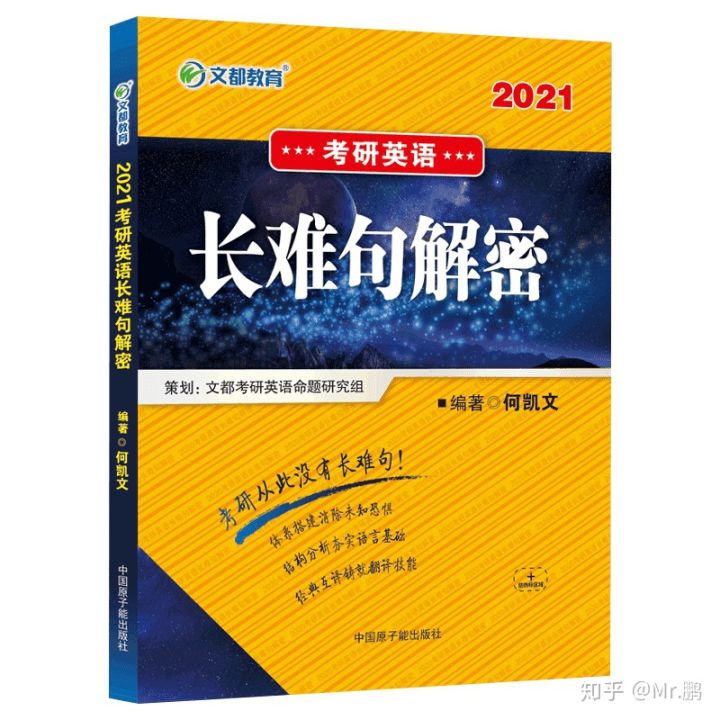 文都教育®
2021
考研英语
长难句解密
策划：文都考研英语命题研究组
■编著◎何凯文
考研从此没有长难句！
体系搭建消除未知恐惧
结构分析夯实语言基础
经典互译铸就翻译技能
中国原子能出版社
文都教育®
2021考研英语长难句解密
编著◎何凯文
中国原子能出版社
知乎 @Mr.鹏